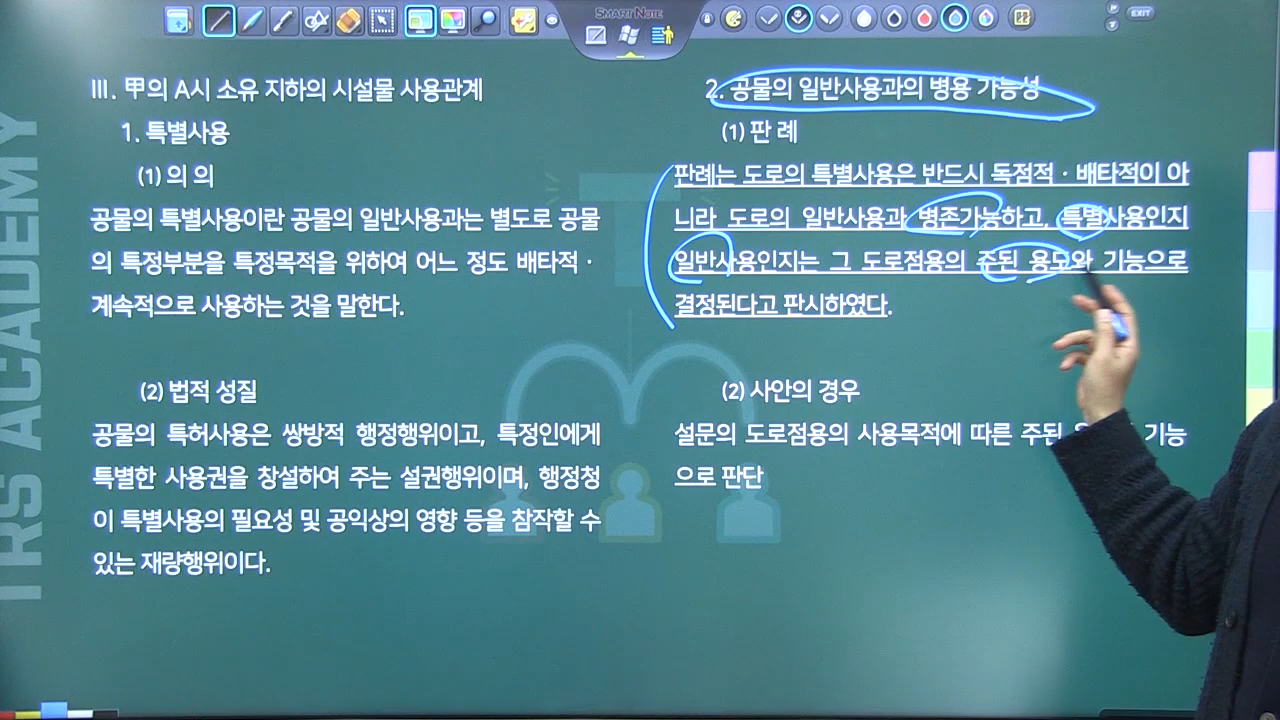 SMART NOTE
EXIT
III. 甲의 A시 소유 지하의 시설물 사용관계
1. 특별사용
(1) 의 의
공물의 특별사용이란 공물의 일반사용과는 별도로 공물
의 특정부분을 특정목적을 위하여 어느 정도 배타적 ·
계속적으로 사용하는 것을 말한다.
(2) 법적 성질
공물의 특허사용은 쌍방적 행정행위이고, 특정인에게
특별한 사용권을 창설하여 주는 설권행위이며, 행정청
이 특별사용의 필요성 및 공익상의 영향 등을 참작할 수
있는 재량행위이다.
2. 공물의 일반사용과의 병용 가능성
(1) 판 례
판례는 도로의 특별사용은 반드시 독점적 · 배타적이 아
니라 도로의 일반사용과 병존가능하고, 특별사용인지
일반사용인지는 그 도로점용의 주된 용도와 기능으로
결정된다고 판시하였다.
(2) 사안의 경우
설문의 도로점용의 사용목적에 따른 주된 기능
으로 판단
TRS ACADEMY